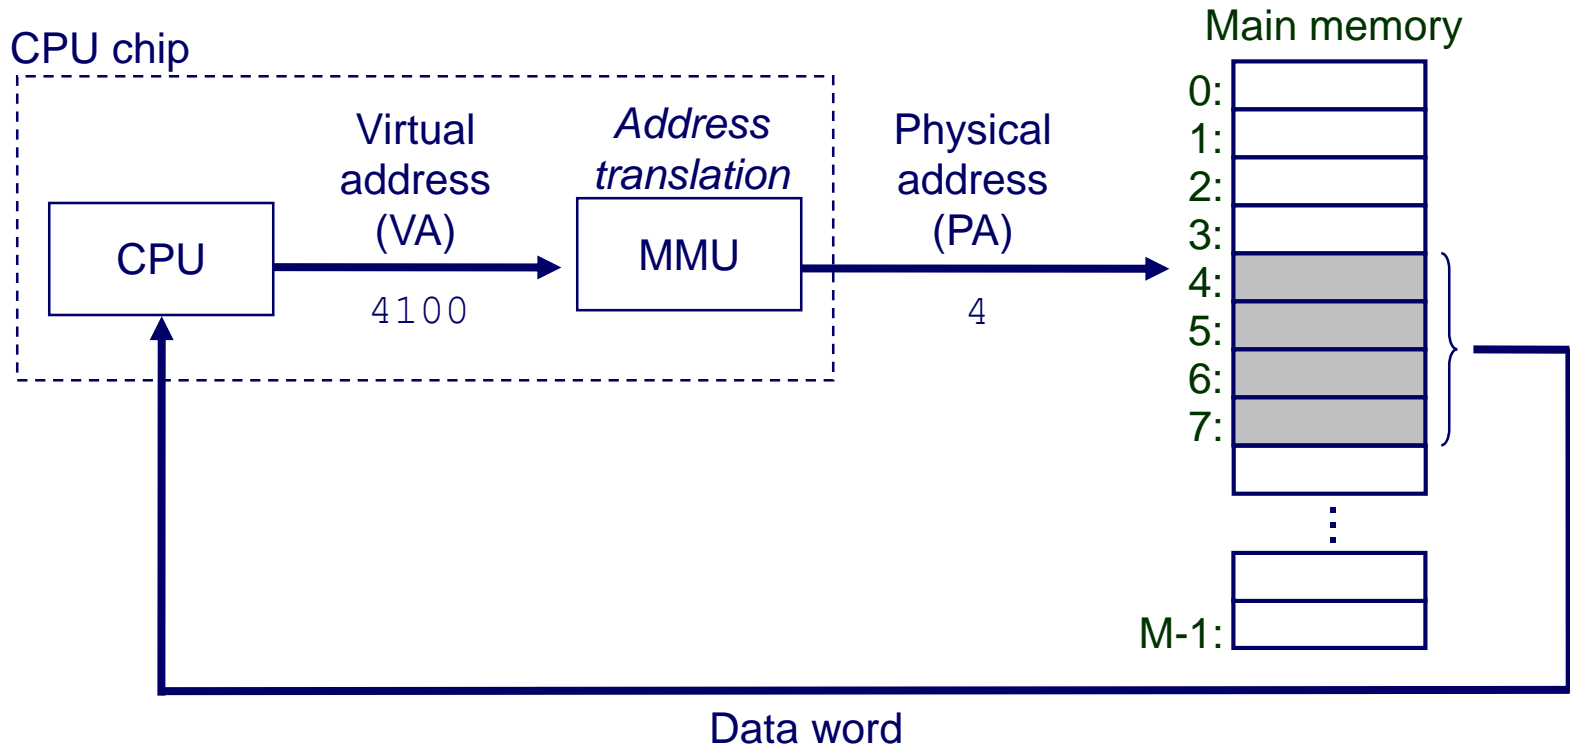 Main memory
CPU chip
Virtual
address
(VA)
Address
translation
Physical
address
(PA)
CPU
MMU
4100
4
0:
1:
2:
3:
4:
5:
6:
7:
M-1:
Data word